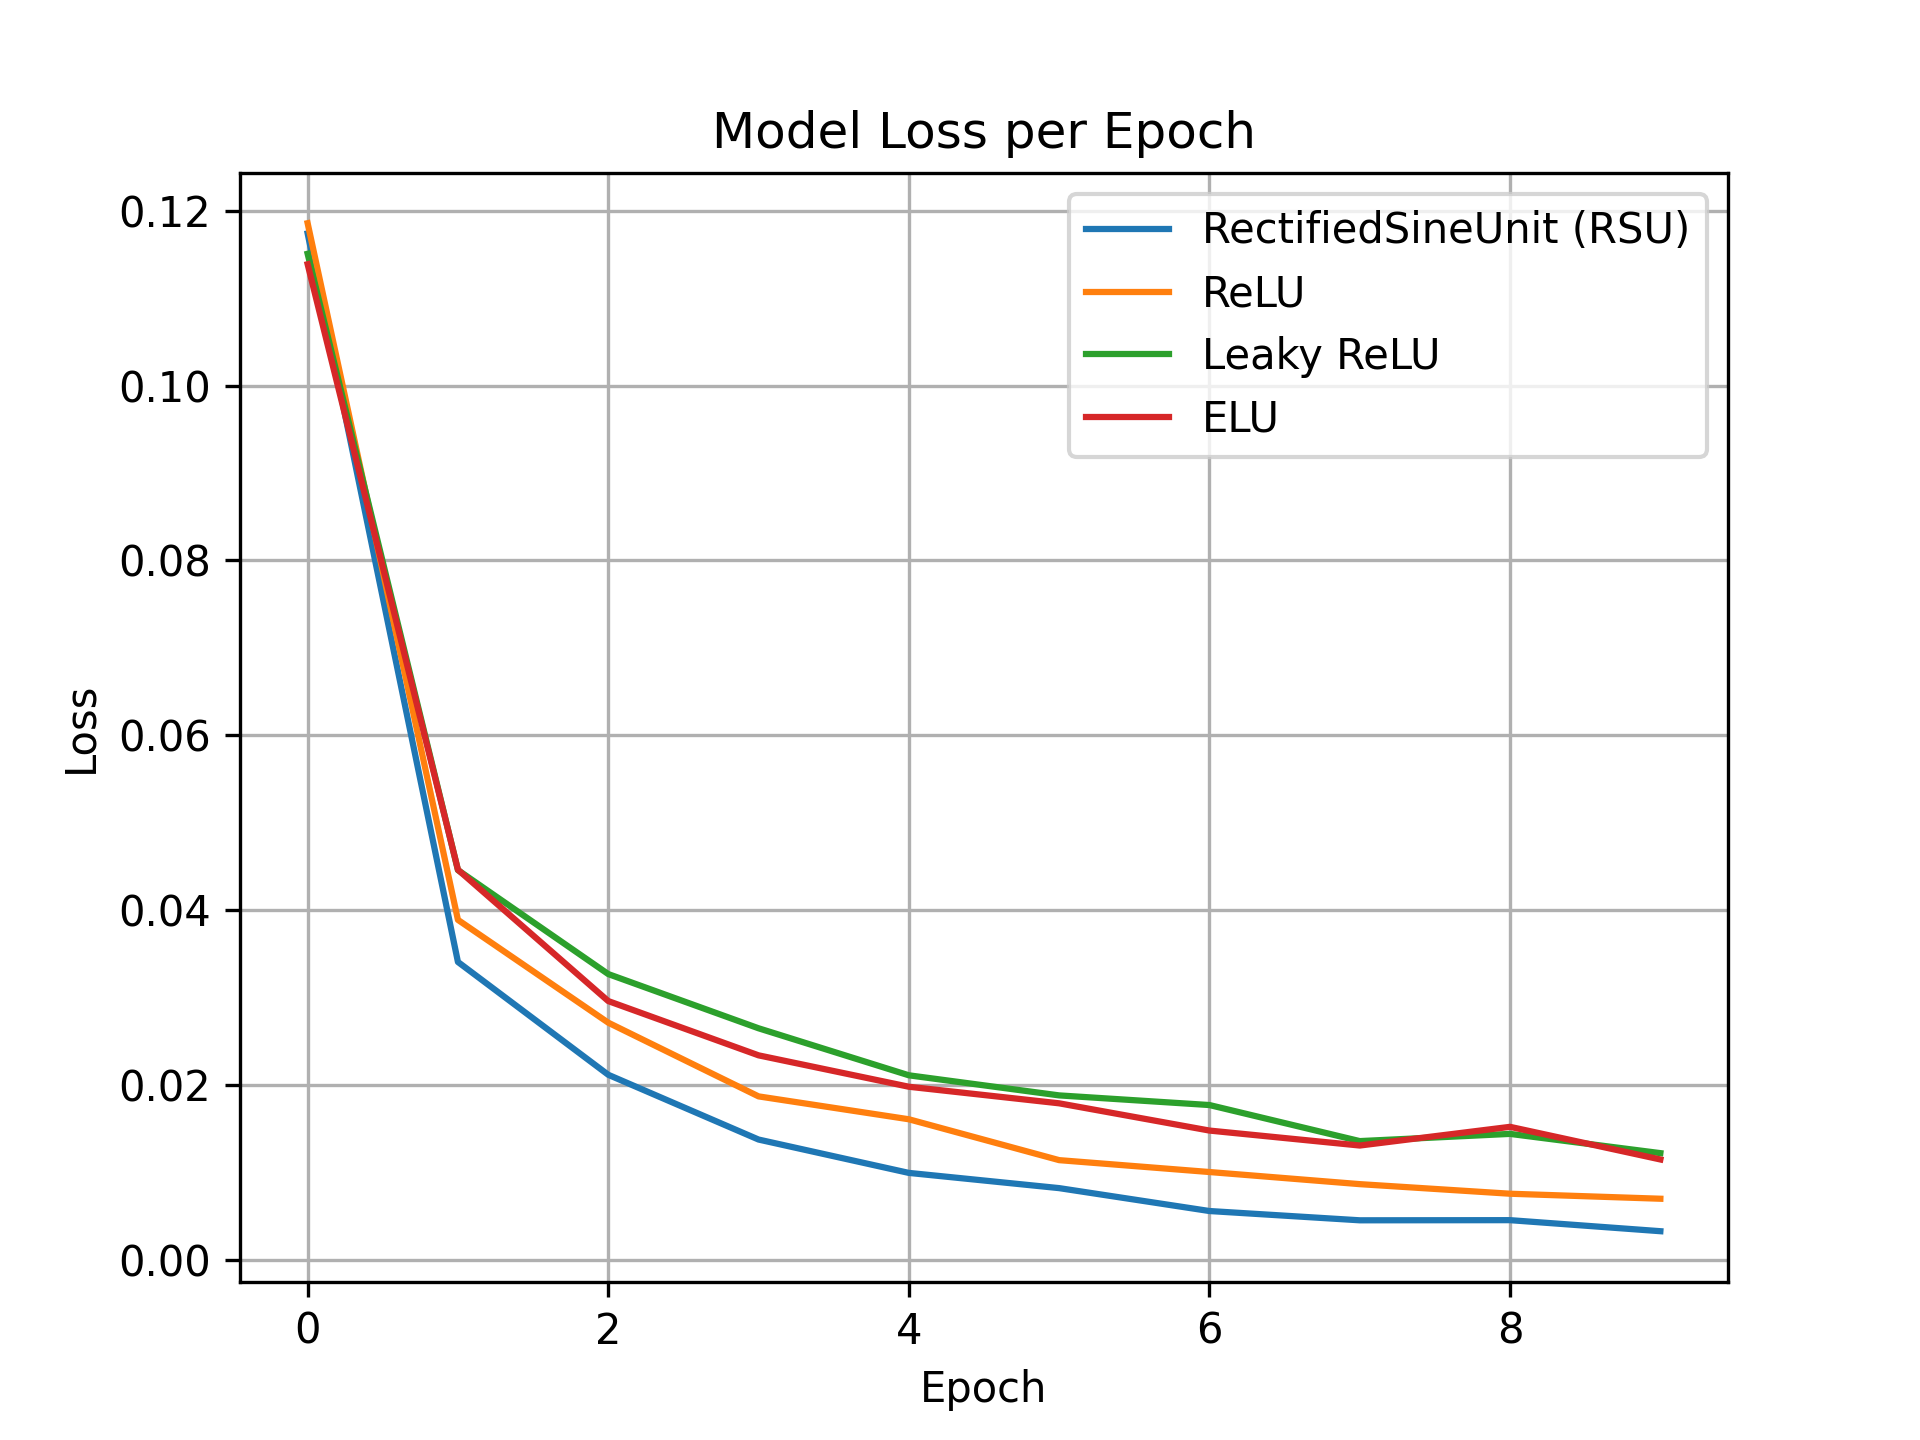 Model Loss per Epoch
RectifiedSineUnit (RSU)
ReLU
Leaky ReLU
ELU
0.12
0.10
0.08
0.06
0.04
0.02
0.00
Loss
0 2 4 6 8
Epoch